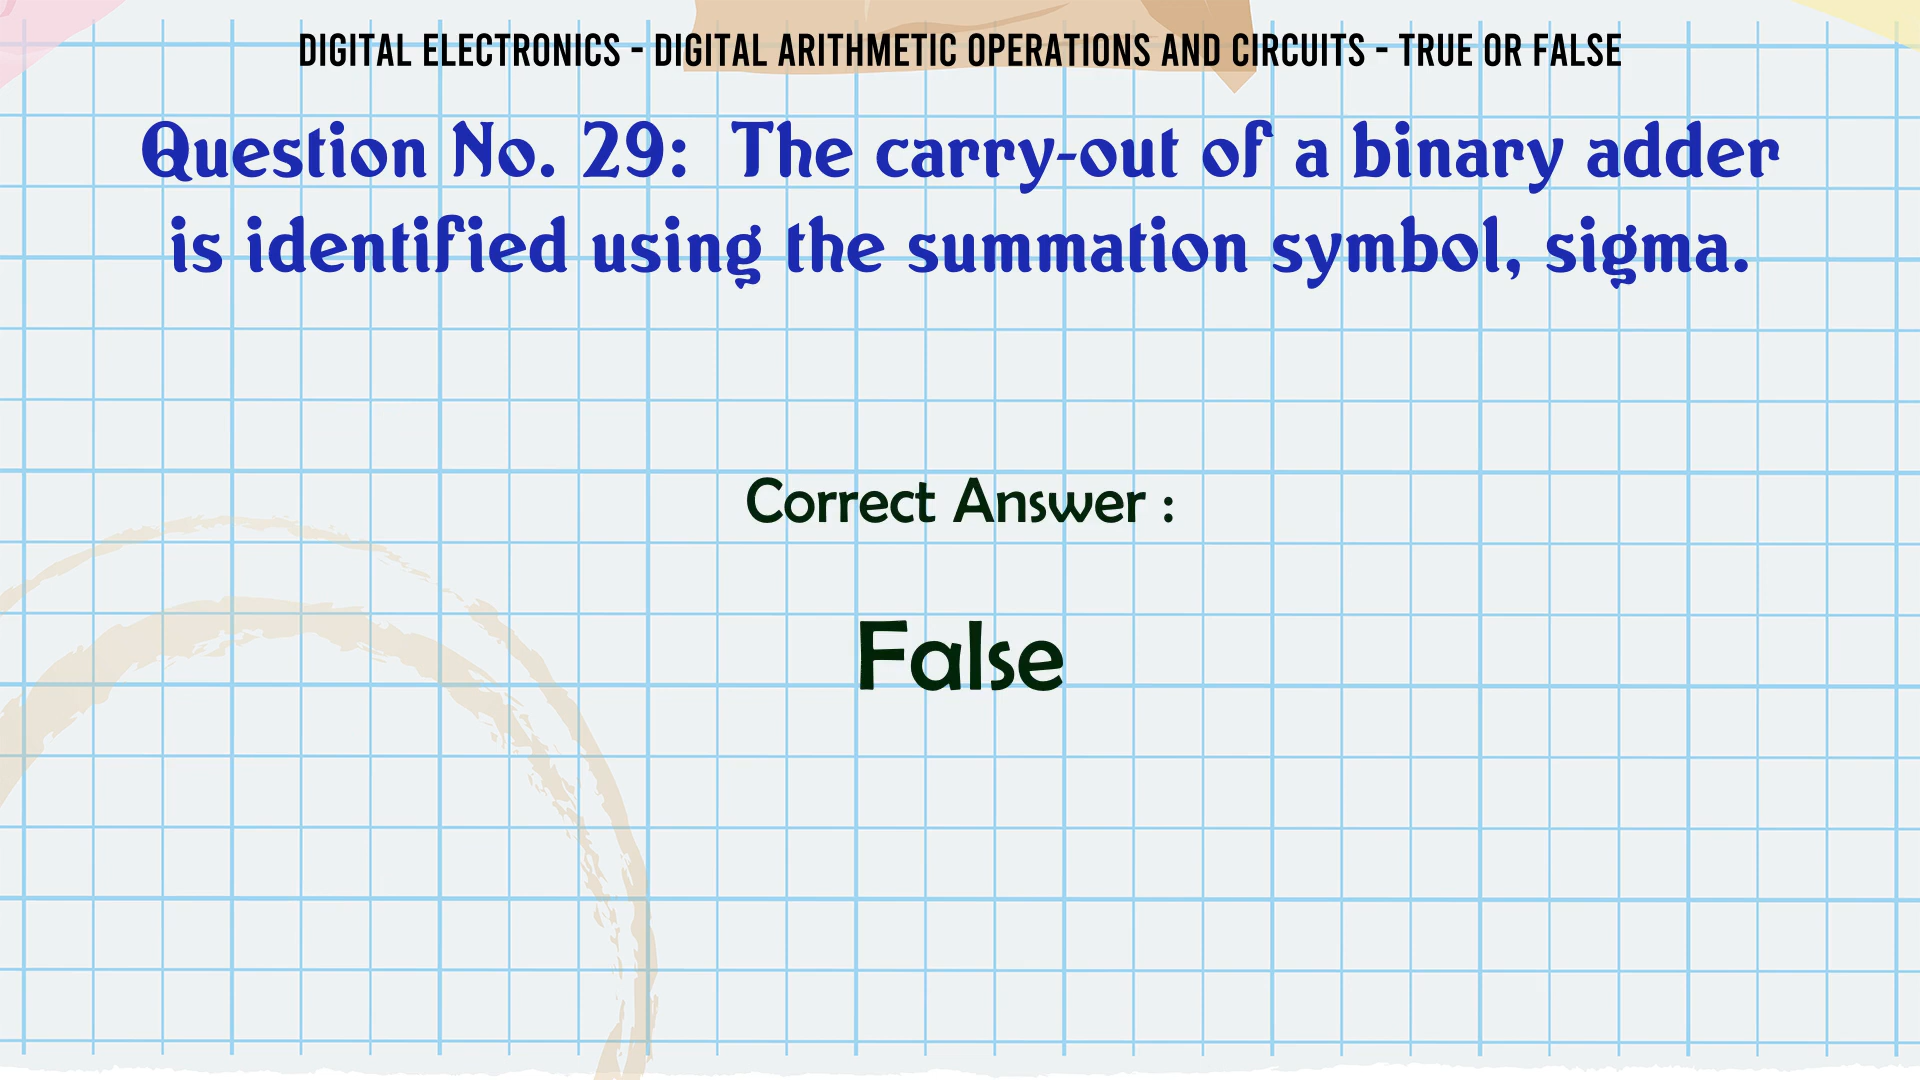 DIGITAL ELECTRONICS - DIGITAL ARITHMETIC OPERATIONS AND CIRCUITS - TRUE OR FALSE
Question No. 29: The carry-out of a binary adder
is identified using the summation symbol, sigma.
Correct Answer :
False